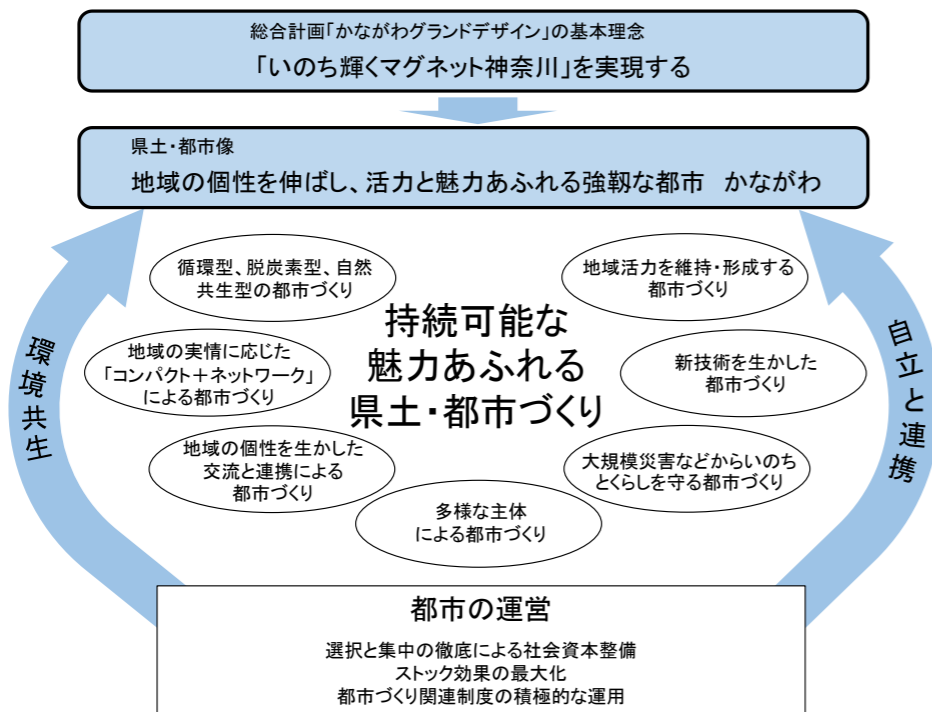 総合計画「かながわグランドデザイン」の基本理念
「いのち輝くマグネット神奈川」を実現する
県土・都市像
地域の個性を伸ばし、活力と魅力あふれる強靱な都市　かながわ
循環型、脱炭素型、自然
共生型の都市づくり
地域活力を維持・形成する
都市づくり
持続可能な
魅力あふれる
県土・都市づくり
環境共生
地域の実情に応じた
「コンパクト＋ネットワーク」
による都市づくり
新技術を生かした
都市づくり
自立と連携
地域の個性を生かした
交流と連携による
都市づくり
大規模災害などからいのち
とくらしを守る都市づくり
多様な主体
による都市づくり
都市の運営
選択と集中の徹底による社会資本整備
ストック効果の最大化
都市づくり関連制度の積極的な運用